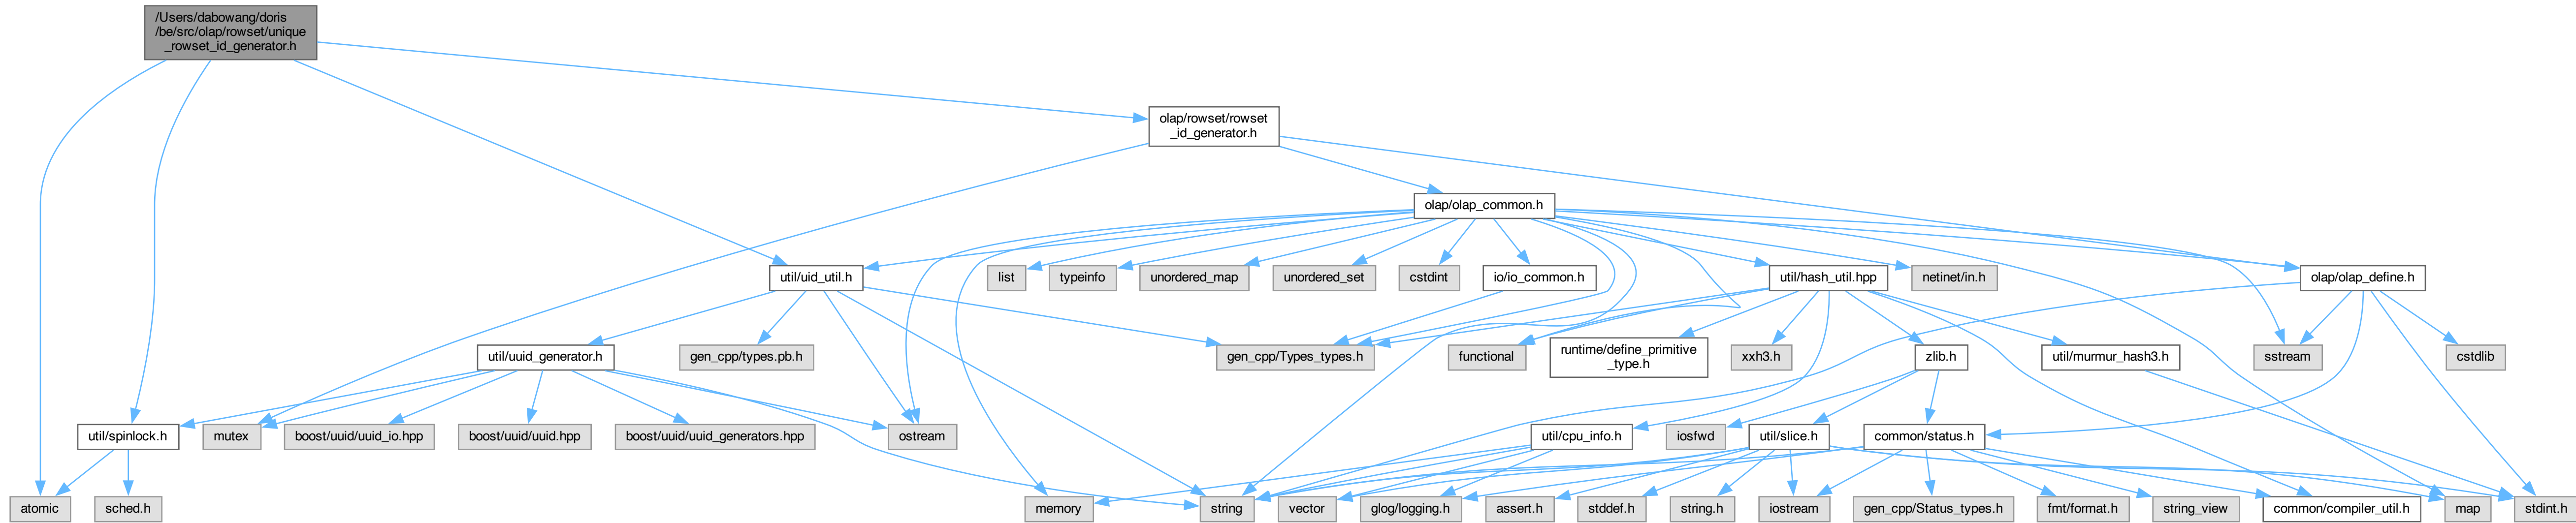 /Users/dabowang/doris
/be/src/olap/rowset/unique
_rowset_id_generator.h
olap/rowset/rowset
_id_generator.h
olap/olap_common.h
util/uid_util.h
list
typeinfo
unordered_map
unordered_set
cstdint
io/io_common.h
util/hash_util.hpp
netinet/in.h
olap/olap_define.h
util/uuid_generator.h
gen_cpp/types.pb.h
gen_cpp/Types_types.h
functional
runtime/define_primitive
_type.h
xxh3.h
zlib.h
util/murmur_hash3.h
sstream
cstdlib
util/spinlock.h
mutex
boost/uuid/uuid_io.hpp
boost/uuid/uuid.hpp
boost/uuid/uuid_generators.hpp
ostream
util/cpu_info.h
iosfwd
util/slice.h
common/status.h
atomic
sched.h
memory
string
vector
glog/logging.h
assert.h
stddef.h
string.h
iostream
gen_cpp/Status_types.h
fmt/format.h
string_view
common/compiler_util.h
map
stdint.h